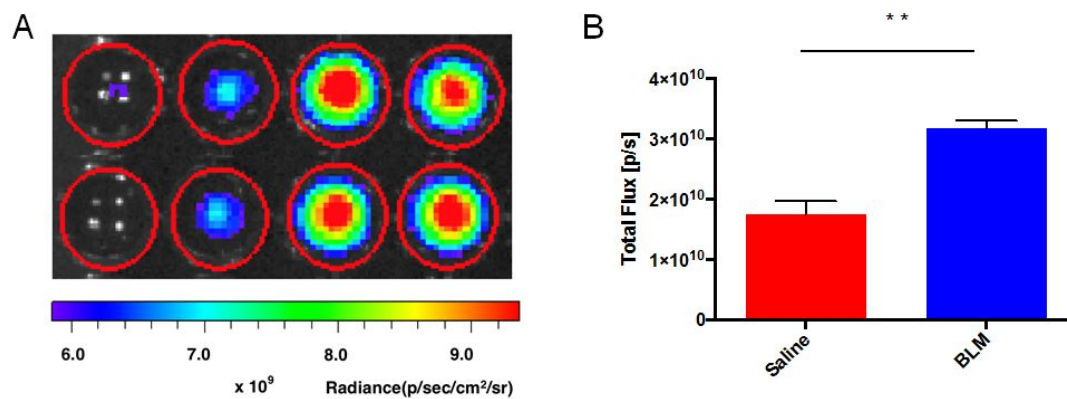 A
6.0 7.0 8.0 9.0
x 10⁹ Radiance(p/sec/cm²/sr)
B
**
Total Flux [p/s]
4×10¹⁰
3×10¹⁰
2×10¹⁰
1×10¹⁰
0
Saline
BLM